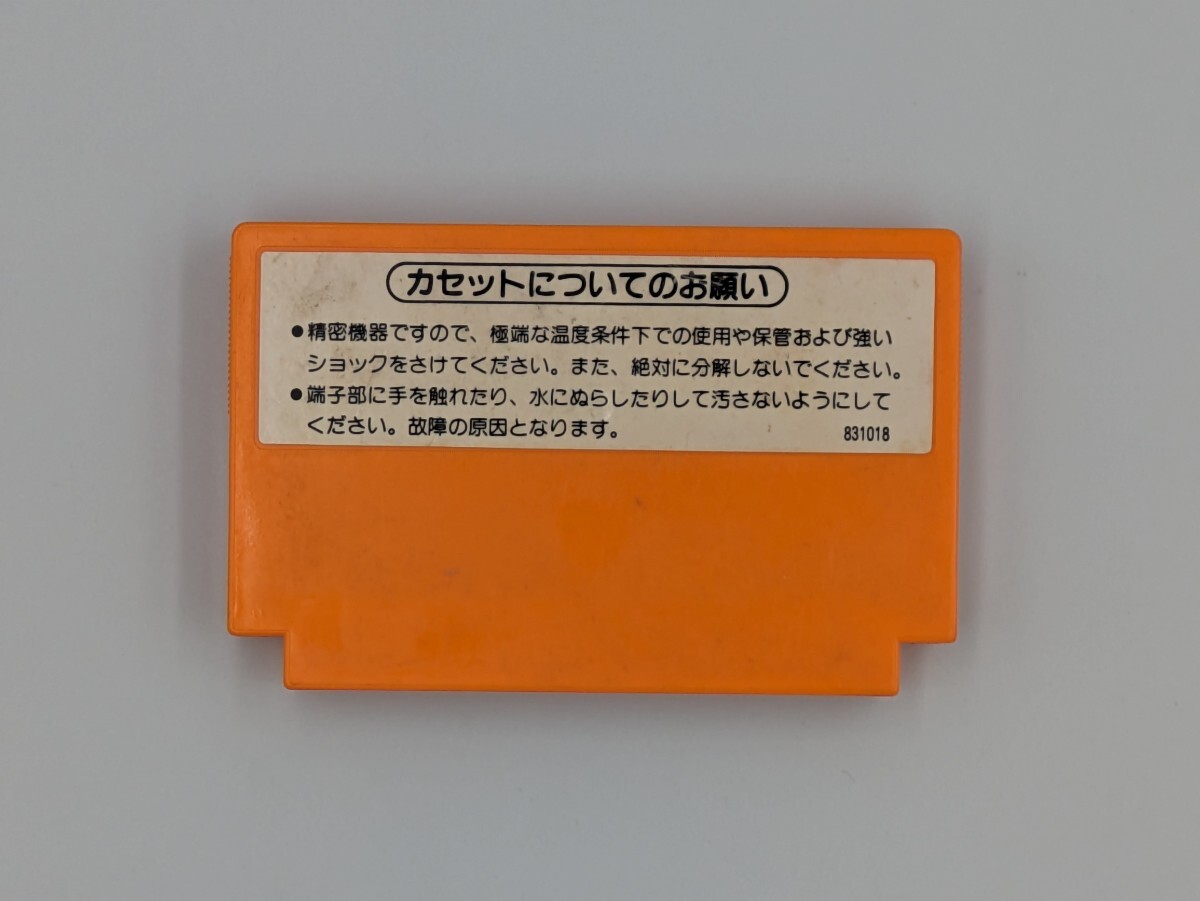 カセットについてのお願い
●精密機器ですので、極端な温度条件下での使用や保管および強い
ショックをさけてください。また、絶対に分解しないでください。
●端子部に手を触れたり、水にぬらしたりして汚さないようにして
ください。故障の原因となります。
831018